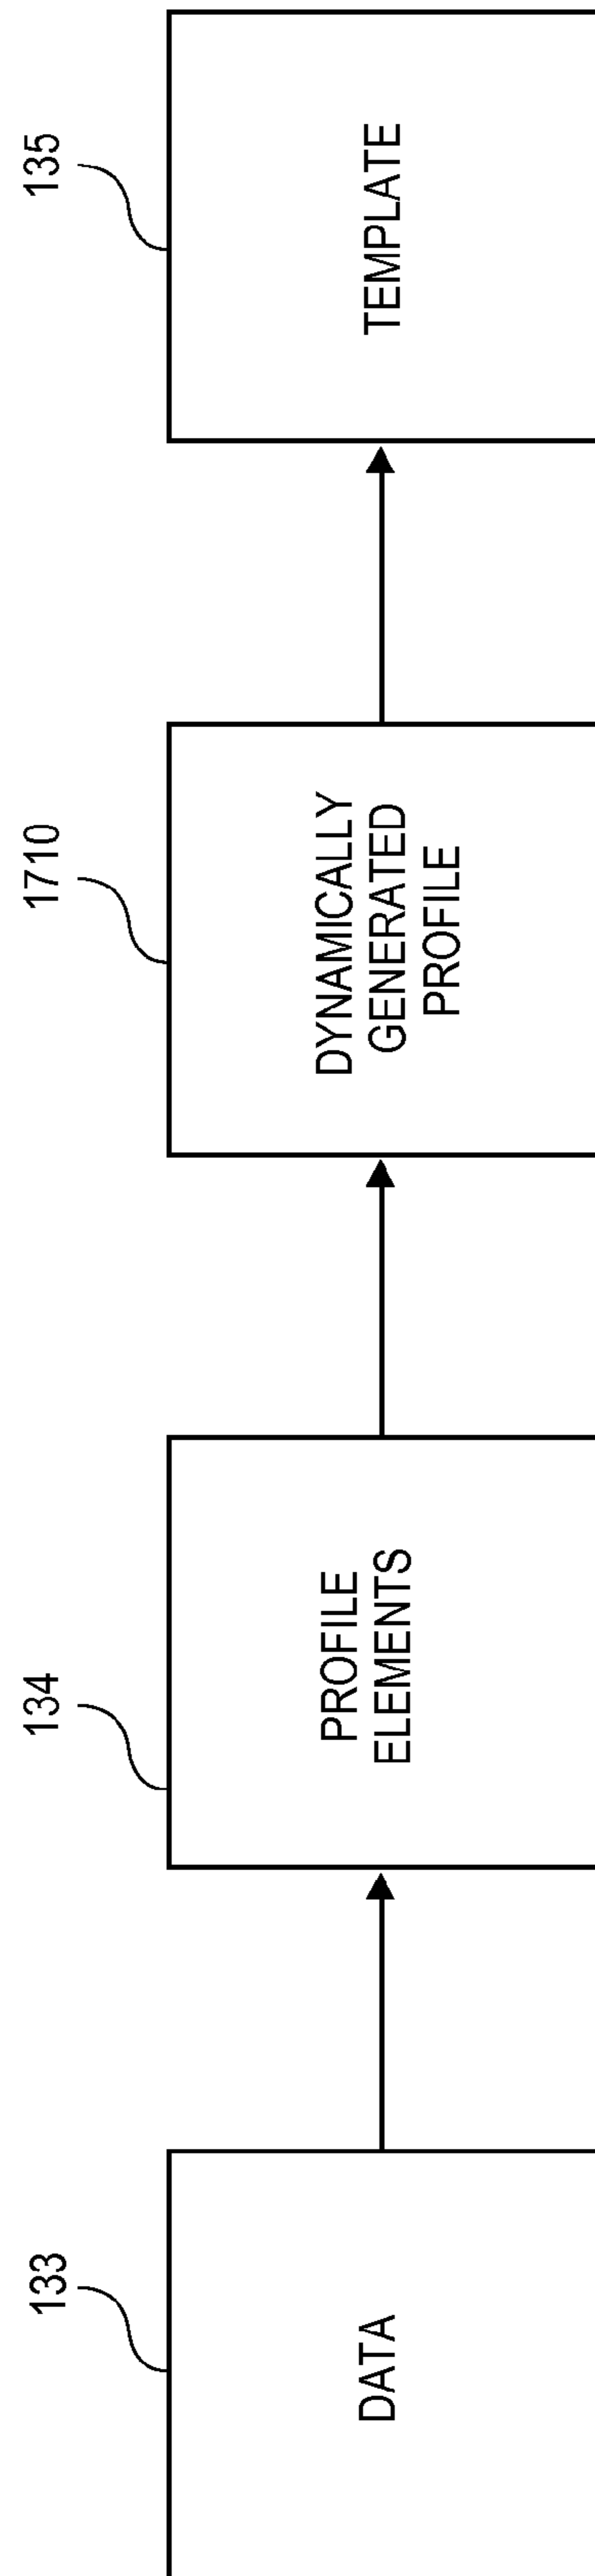 133
DATA
134
PROFILE
ELEMENTS
1710
DYNAMICALLY
GENERATED
PROFILE
135
TEMPLATE